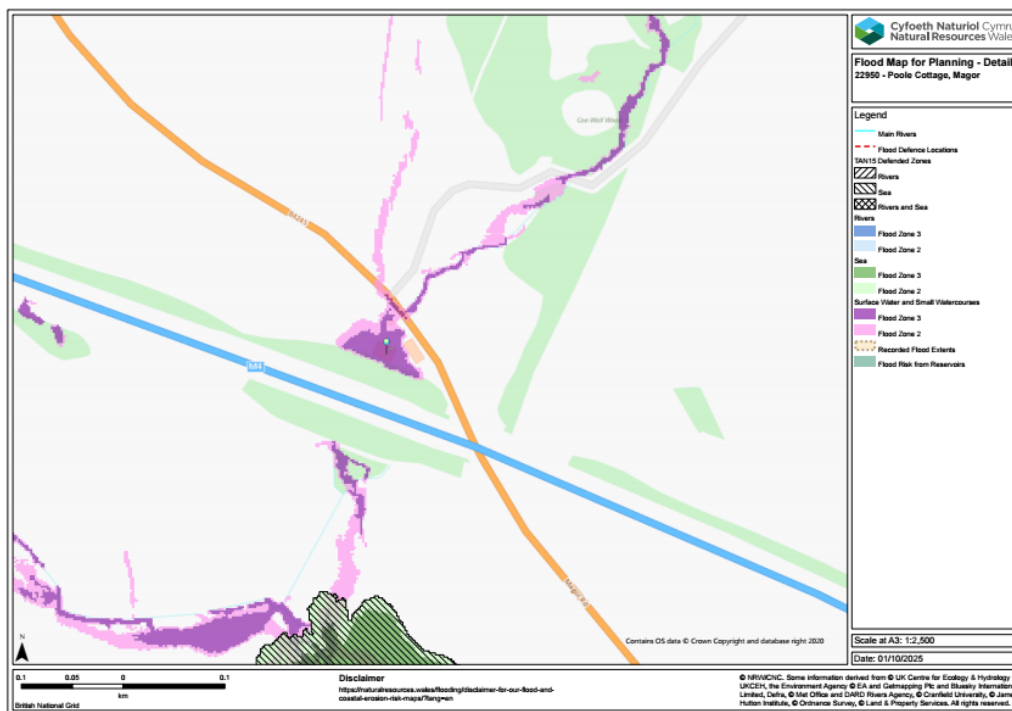 Cyfoeth Naturiol Cymru
Natural Resources Wales
Flood Map for Planning - Detail
22950 - Poole Cottage, Magor
Legend
Main Rivers
Flood Defence Locations
TAN15 Defended Zones
Rivers
Sea
Rivers and Sea
Rivers
Flood Zone 3
Flood Zone 2
Sea
Flood Zone 3
Flood Zone 2
Surface Water and Small Watercourses
Flood Zone 3
Flood Zone 2
Recorded Flood Extents
Flood Risk from Reservoirs
M4
Magor Rd
Contains OS data © Crown Copyright and database right 2020
N
Scale at A3: 1:2,500
Date: 01/10/2025
0.1 0.05 0 0.1
km
British National Grid
Disclaimer
https://naturalresources.wales/flooding/disclaimer-for-our-flood-and-
coastal-erosion-risk-maps/?lang=en
© NRW/CNC. Some information derived from © UK Centre for Ecology & Hydrology
UKCEH, the Environment Agency © EA and Getmapping Plc and Bluesky Internation
Limited, Defra, © Met Office and DARD Rivers Agency, © Cranfield University, © Jame
Hutton Institute, © Ordnance Survey, © Land & Property Services. All rights reserved.